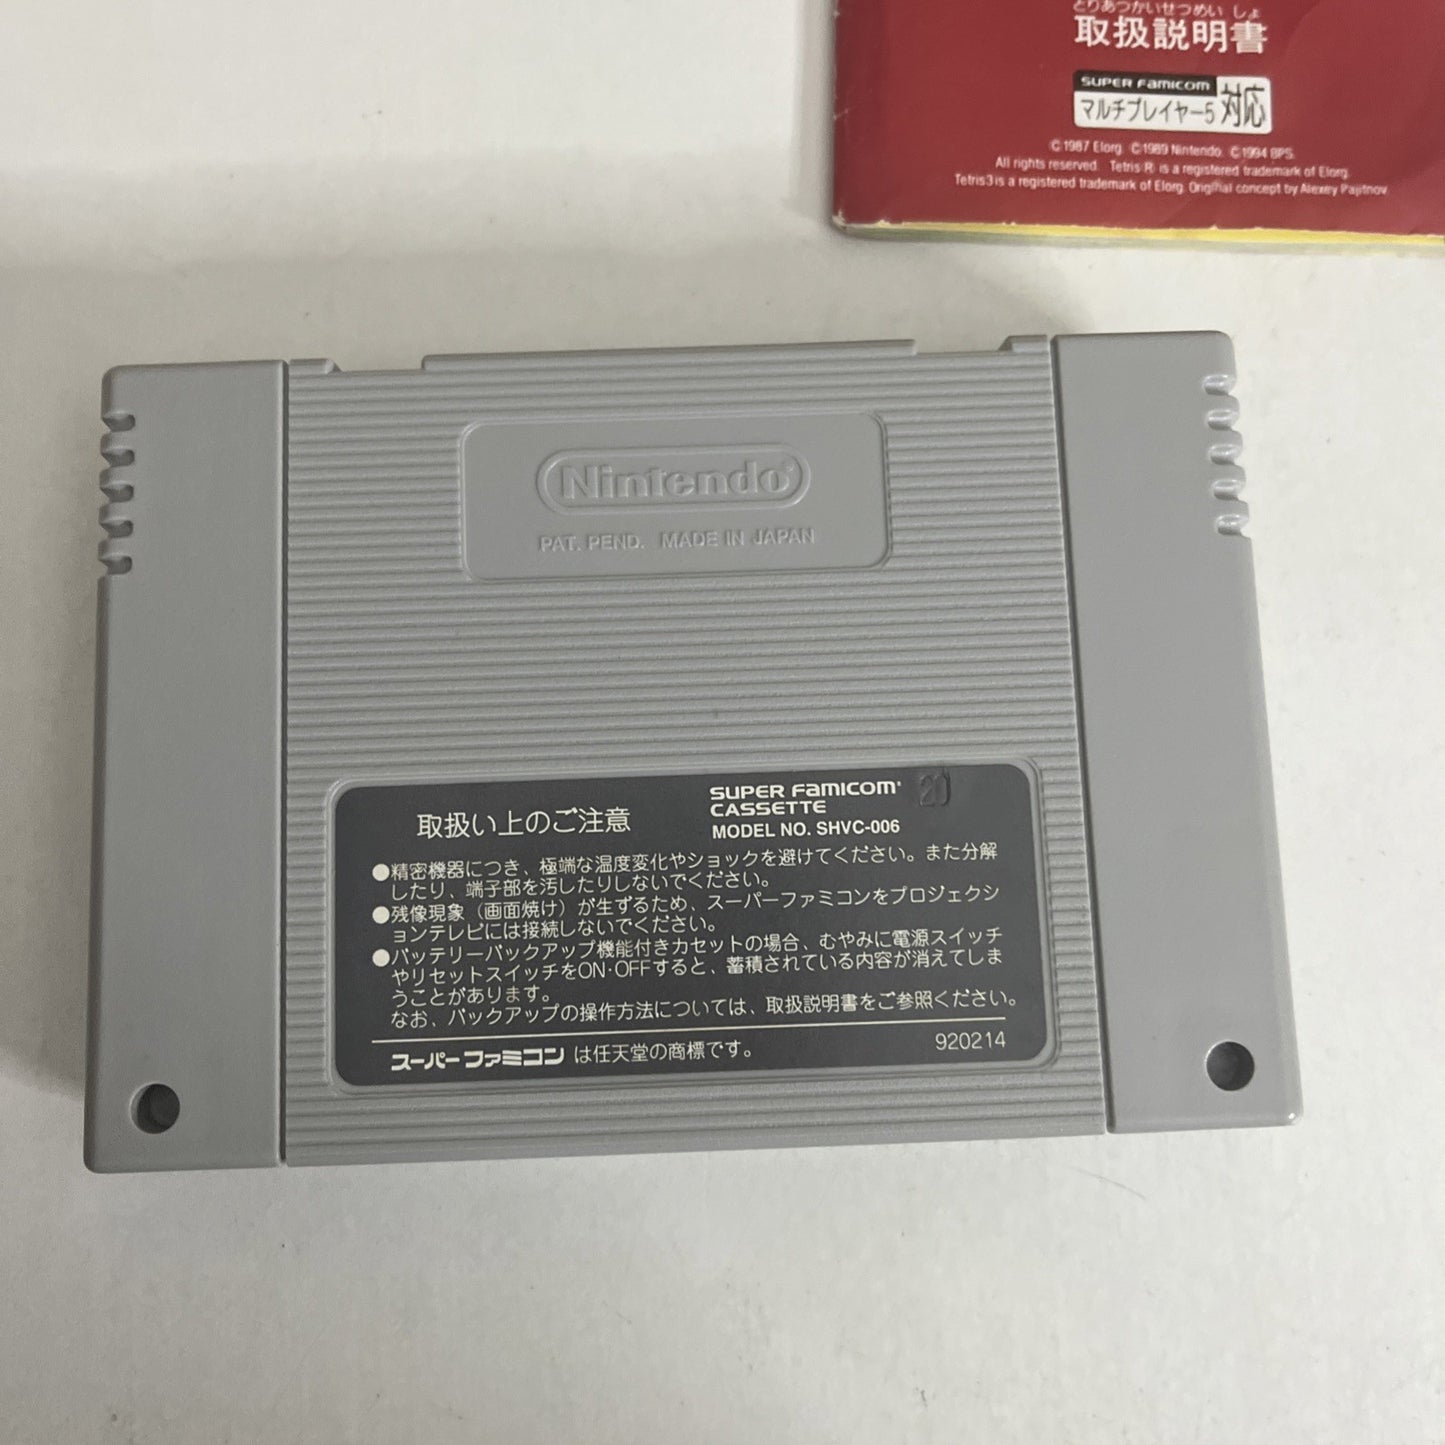 とりあつかいせつめいしょ
取扱説明書
SUPER Famicom
マルチプレイヤー5 対応
©1987 Elorg. ©1989 Nintendo. ©1994 BPS.
All rights reserved. Tetris(R) is a registered trademark of Elorg.
Tetris3 is a registered trademark of Elorg. Original concept by Alexey Pajitnov
Nintendo®
PAT. PEND. MADE IN JAPAN
取扱い上のご注意
SUPER Famicom
CASSETTE
MODEL NO. SHVC-006
20
●精密機器につき、極端な温度変化やショックを避けてください。また分解
したり、端子部を汚したりしないでください。
●残像現象（画面焼け）が生ずるため、スーパーファミコンをプロジェクシ
ョンテレビには接続しないでください。
●バッテリーバックアップ機能付きカセットの場合、むやみに電源スイッチ
やリセットスイッチをON・OFFすると、蓄積されている内容が消えてしま
うことがあります。
なお、バックアップの操作方法については、取扱説明書をご参照ください。
スーパーファミコン は任天堂の商標です。 920214